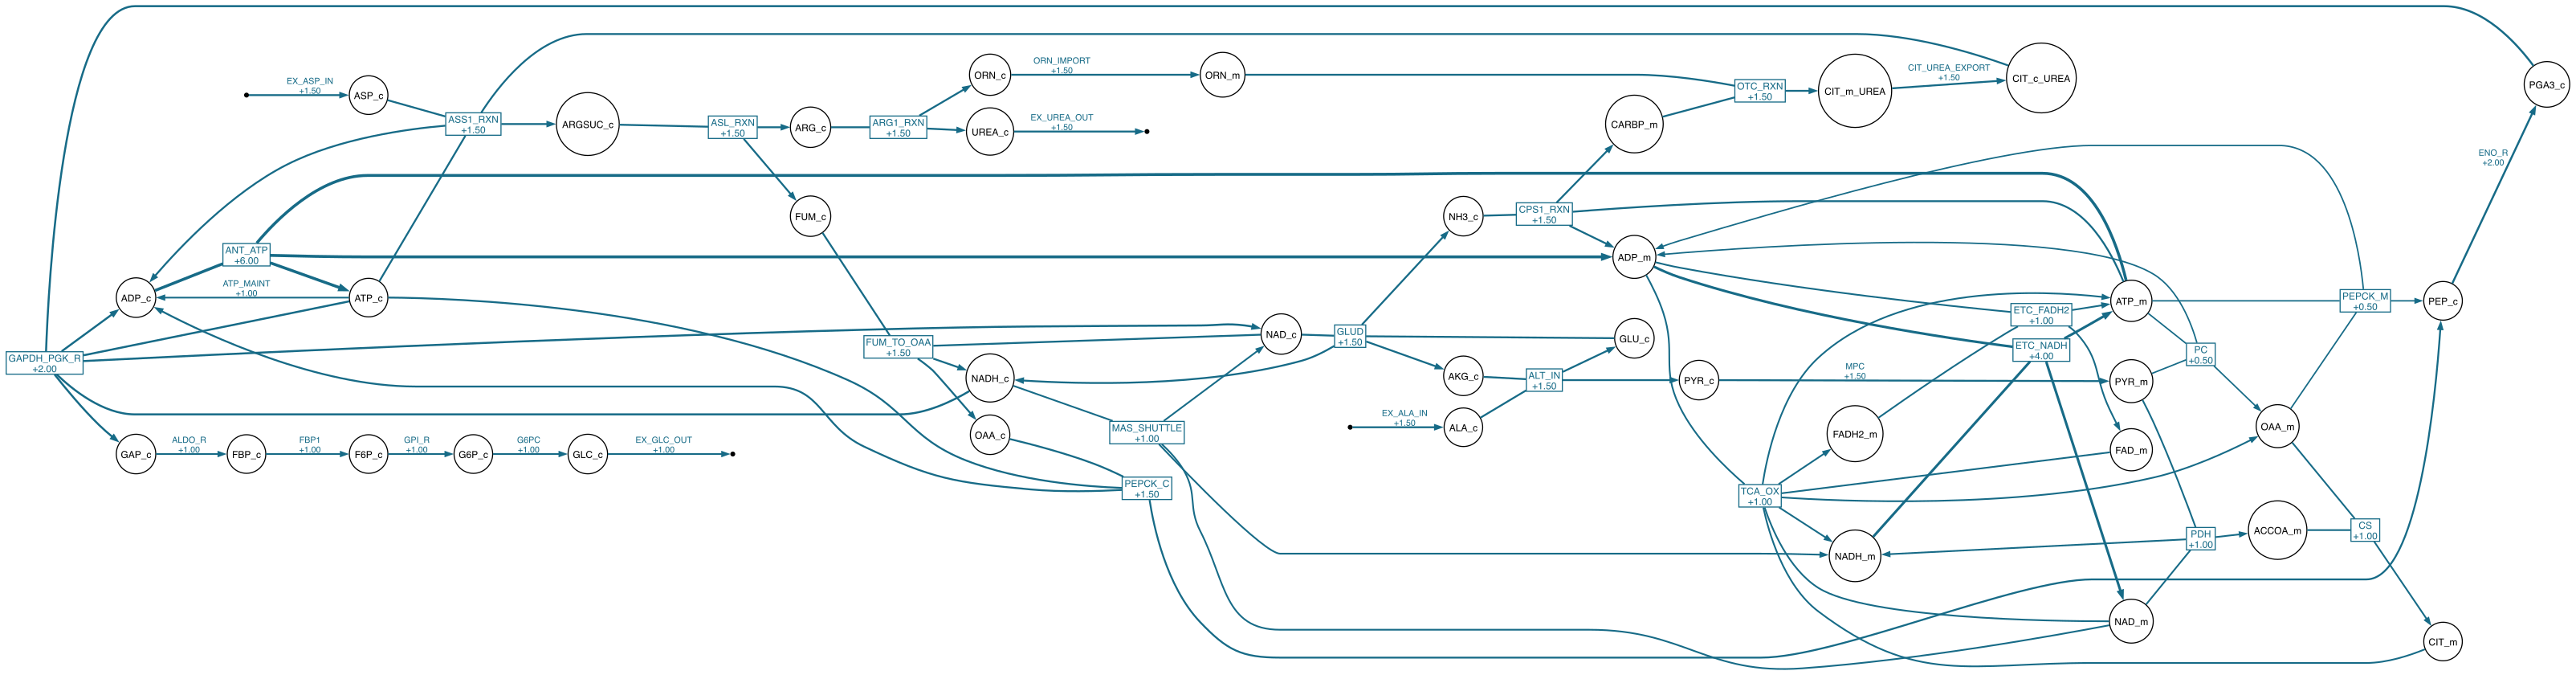 EX_ASP_IN
+1.50
ASP_c
ASS1_RXN
+1.50
ARGSUC_c
ASL_RXN
+1.50
ARG_c
ARG1_RXN
+1.50
ORN_c
UREA_c
ORN_IMPORT
+1.50
EX_UREA_OUT
+1.50
ORN_m
CARBP_m
OTC_RXN
+1.50
CIT_m_UREA
CIT_UREA_EXPORT
+1.50
CIT_c_UREA
PGA3_c
ENO_R
+2.00
FUM_c
NH3_c
CPS1_RXN
+1.50
ADP_m
ANT_ATP
+6.00
ADP_c
ATP_MAINT
+1.00
ATP_c
ETC_FADH2
+1.00
ATP_m
PEPCK_M
+0.50
PEP_c
GAPDH_PGK_R
+2.00
FUM_TO_OAA
+1.50
NAD_c
GLUD
+1.50
GLU_c
ETC_NADH
+4.00
PC
+0.50
NADH_c
AKG_c
ALT_IN
+1.50
PYR_c
MPC
+1.50
PYR_m
EX_ALA_IN
+1.50
ALA_c
OAA_c
MAS_SHUTTLE
+1.00
FADH2_m
FAD_m
OAA_m
GAP_c
ALDO_R
+1.00
FBP_c
FBP1
+1.00
F6P_c
GPI_R
+1.00
G6P_c
G6PC
+1.00
GLC_c
EX_GLC_OUT
+1.00
PEPCK_C
+1.50
TCA_OX
+1.00
NADH_m
PDH
+1.00
ACCOA_m
CS
+1.00
NAD_m
CIT_m